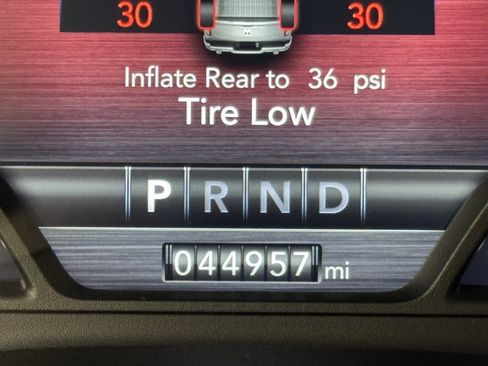 30 30
Inflate Rear to 36 psi
Tire Low
P R N D
044957 mi